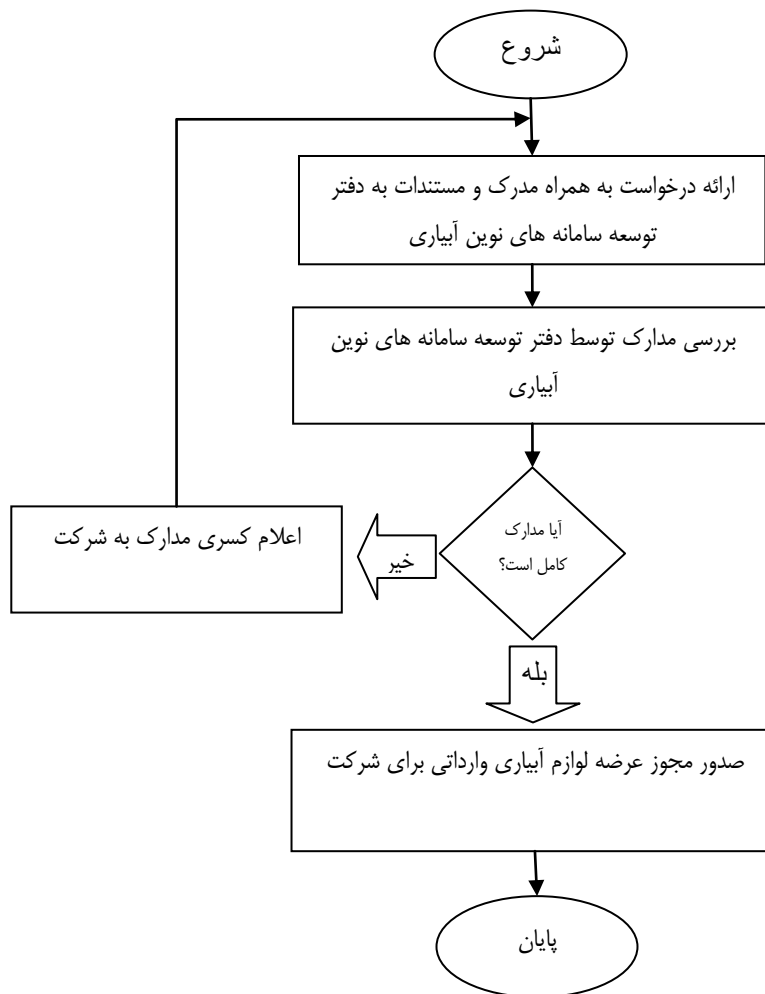 شروع
ارائه درخواست به همراه مدرک و مستندات به دفتر
توسعه سامانه های نوین آبیاری
بررسی مدارک توسط دفتر توسعه سامانه های نوین
آبیاری
آیا مدارک
کامل است؟
خیر
اعلام کسری مدارک به شرکت
بله
صدور مجوز عرضه لوازم آبیاری وارداتی برای شرکت
پایان